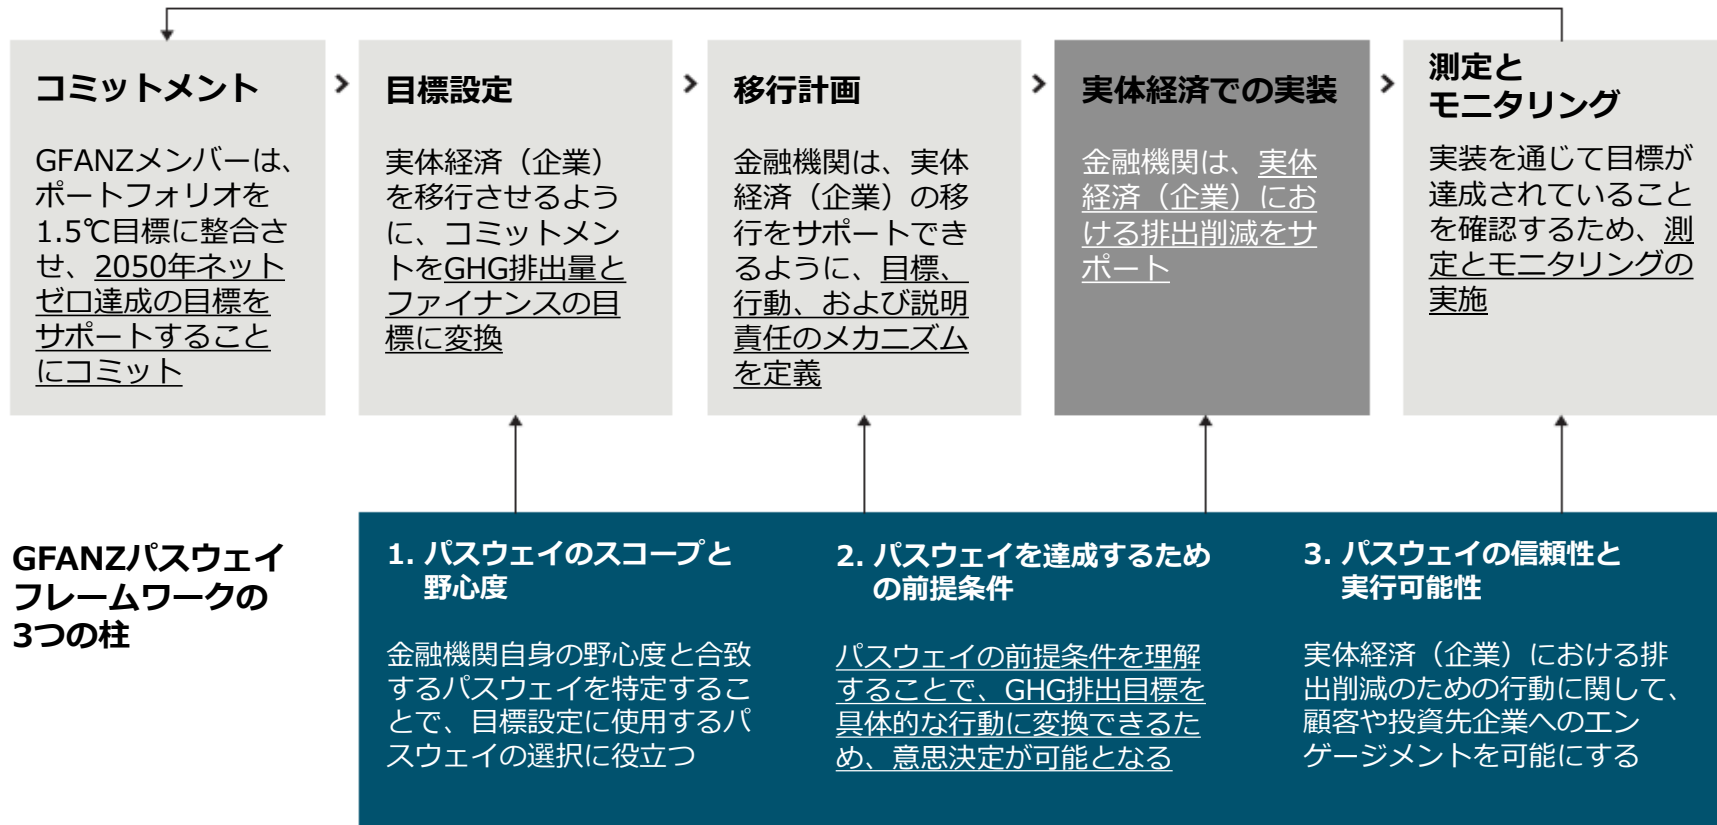 コミットメント
GFANZメンバーは、
ポートフォリオを
1.5℃目標に整合さ
せ、2050年ネット
ゼロ達成の目標を
サポートすること
にコミット
目標設定
実体経済（企業）
を移行させるよう
に、コミットメン
トをGHG排出量と
ファイナンスの目
標に変換
移行計画
金融機関は、実体
経済（企業）の移
行をサポートでき
るように、目標、
行動、および説明
責任のメカニズム
を定義
実体経済での実装
金融機関は、実体
経済（企業）にお
ける排出削減をサ
ポート
測定と
モニタリング
実装を通じて目標が
達成されていること
を確認するため、測
定とモニタリングの
実施
GFANZパスウェイ
フレームワークの
3つの柱
1. パスウェイのスコープと
野心度
金融機関自身の野心度と合致
するパスウェイを特定するこ
とで、目標設定に使用するパ
スウェイの選択に役立つ
2. パスウェイを達成するため
の前提条件
パスウェイの前提条件を理解
することで、GHG排出目標を
具体的な行動に変換できるた
め、意思決定が可能となる
3. パスウェイの信頼性と
実行可能性
実体経済（企業）における排
出削減のための行動に関して、
顧客や投資先企業へのエン
ゲージメントを可能にする